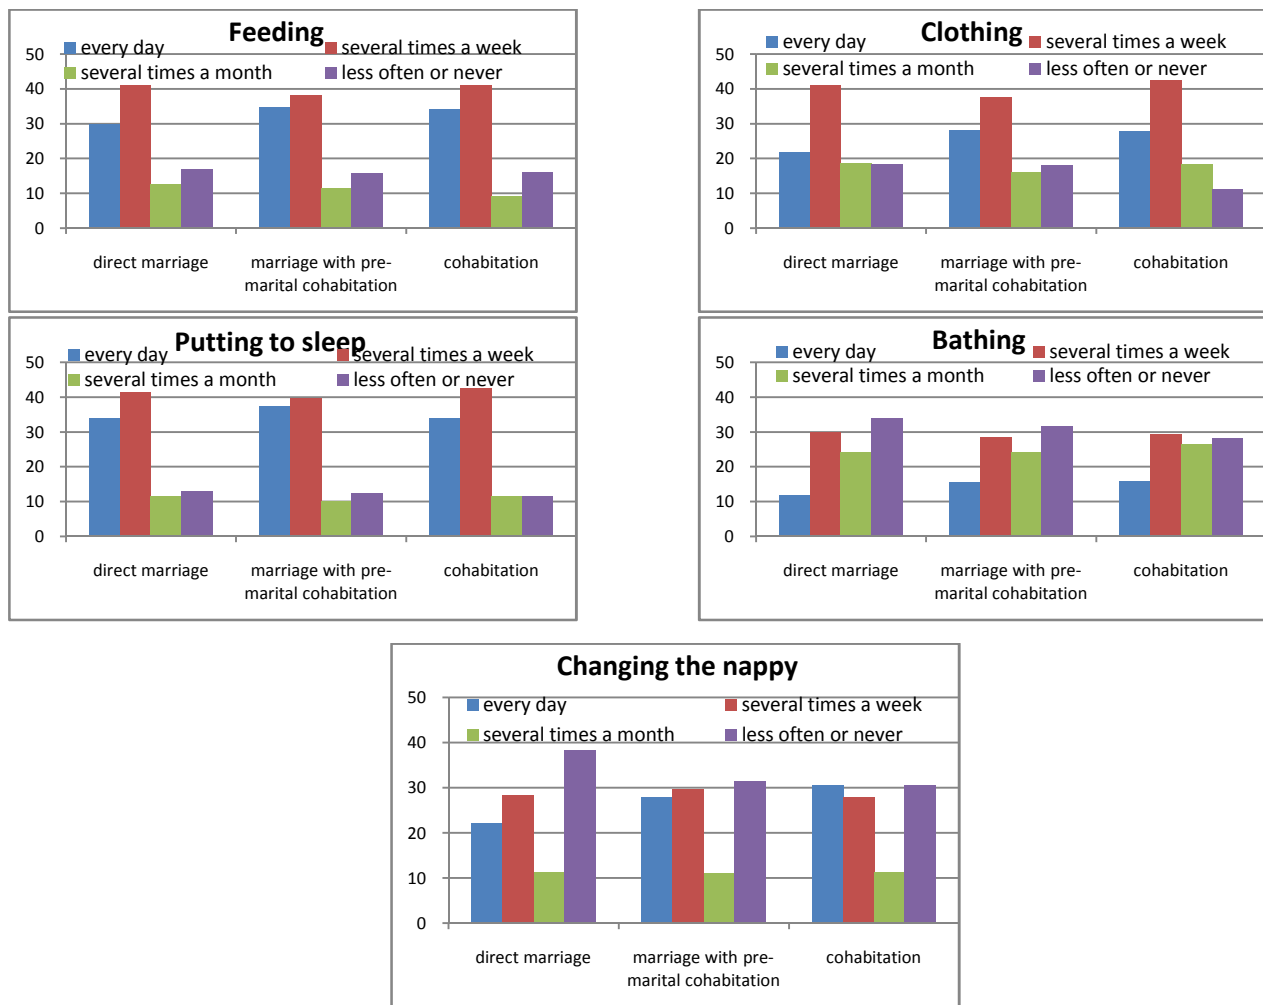 Feeding
every day several times a week
several times a month less often or never
50
40
30
20
10
0
direct marriage marriage with pre- cohabitation
marital cohabitation
Clothing
every day several times a week
several times a month less often or never
50
40
30
20
10
0
direct marriage marriage with pre- cohabitation
marital cohabitation
Putting to sleep
every day several times a week
several times a month less often or never
50
40
30
20
10
0
direct marriage marriage with pre- cohabitation
marital cohabitation
Bathing
every day several times a week
several times a month less often or never
50
40
30
20
10
0
direct marriage marriage with pre- cohabitation
marital cohabitation
Changing the nappy
every day several times a week
several times a month less often or never
50
40
30
20
10
0
direct marriage marriage with pre- cohabitation
marital cohabitation